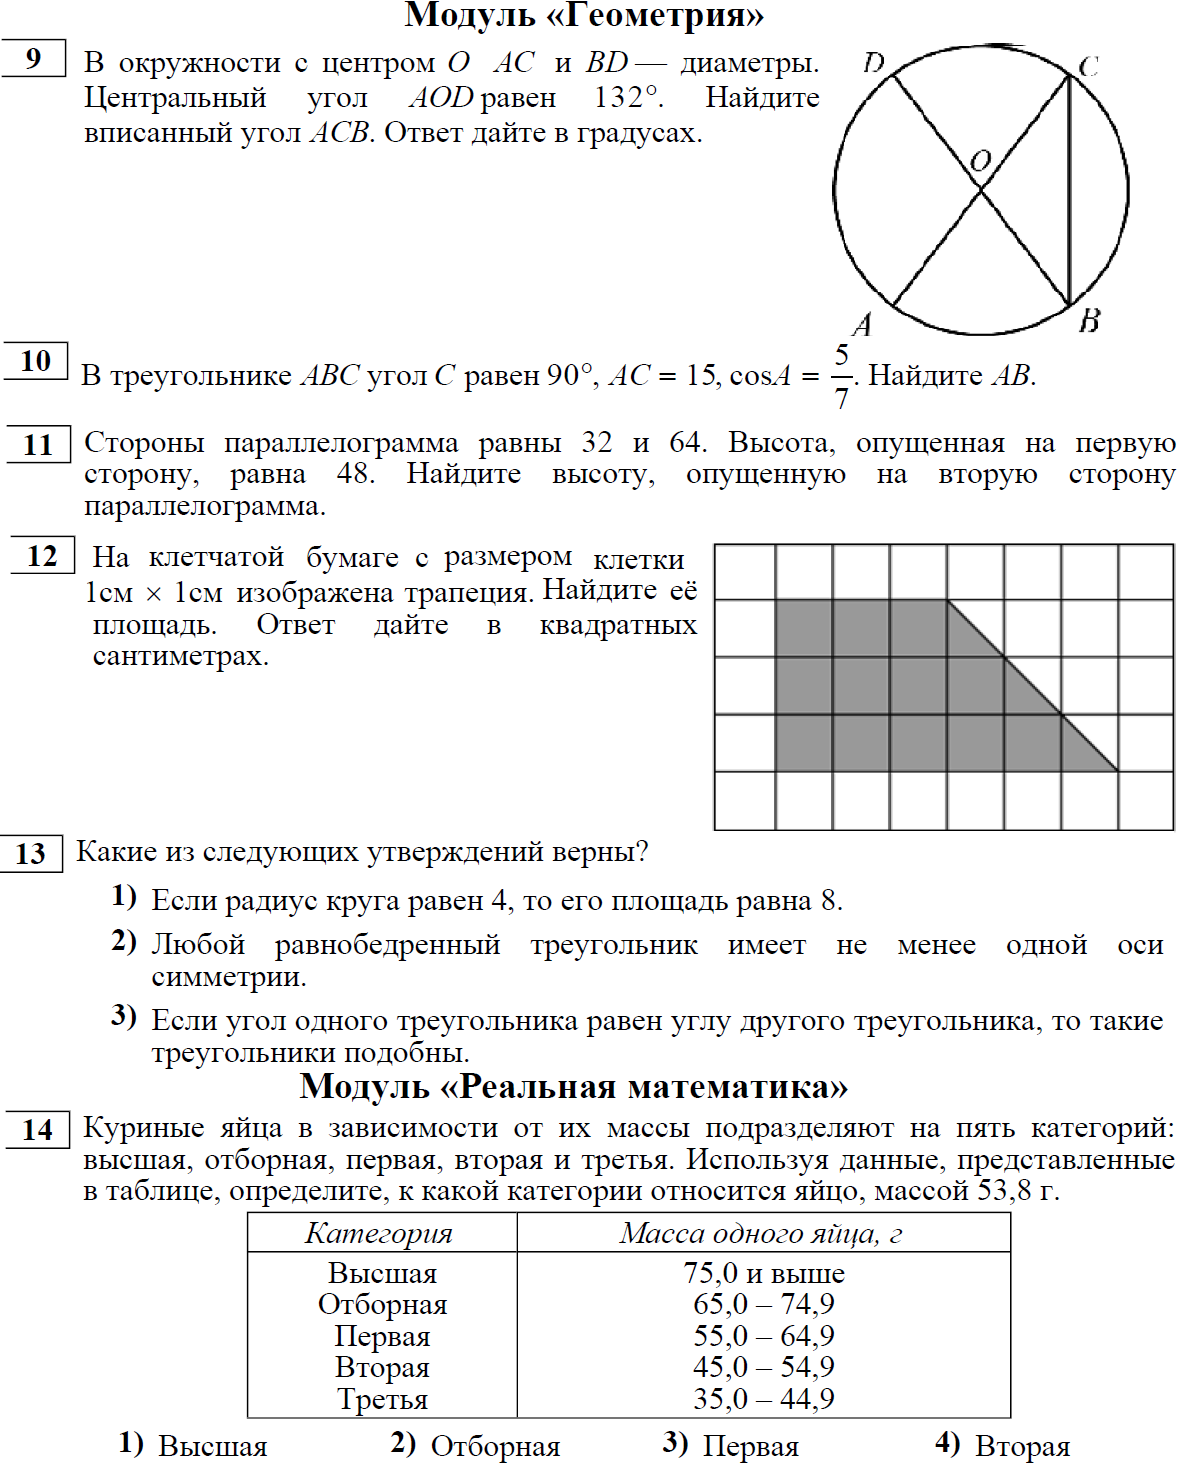 Модуль «Геометрия»
9
В окружности с центром O AC и BD — диаметры.
Центральный угол AOD равен 132°. Найдите
вписанный угол ACB. Ответ дайте в градусах.
D
C
O
A
B
10
В треугольнике ABC угол C равен 90°, AC = 15, cosA = 5/7. Найдите AB.
11
Стороны параллелограмма равны 32 и 64. Высота, опущенная на первую
сторону, равна 48. Найдите высоту, опущенную на вторую сторону
параллелограмма.
12
На клетчатой бумаге с размером клетки
1см × 1см изображена трапеция. Найдите её
площадь. Ответ дайте в квадратных
сантиметрах.
13
Какие из следующих утверждений верны?
1) Если радиус круга равен 4, то его площадь равна 8.
2) Любой равнобедренный треугольник имеет не менее одной оси
симметрии.
3) Если угол одного треугольника равен углу другого треугольника, то такие
треугольники подобны.
Модуль «Реальная математика»
14
Куриные яйца в зависимости от их массы подразделяют на пять категорий:
высшая, отборная, первая, вторая и третья. Используя данные, представленные
в таблице, определите, к какой категории относится яйцо, массой 53,8 г.
Категория Масса одного яйца, г
Высшая 75,0 и выше
Отборная 65,0 – 74,9
Первая 55,0 – 64,9
Вторая 45,0 – 54,9
Третья 35,0 – 44,9
1) Высшая 2) Отборная 3) Первая 4) Вторая